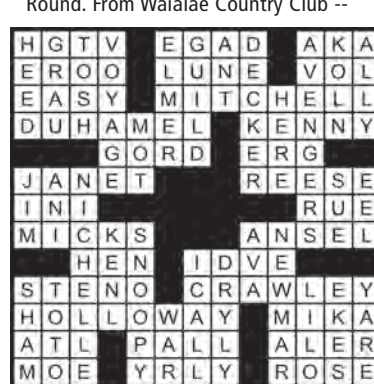 Round. From Waialae Country Club --
HGTV EGAD AKA
EROO LUNE VOL
EASY MITCHELL
DUHAMEL KENNY
GORD ERG
JANET REESE
INI RUE
MICKS ANSEL
HEN IDVE
STENO CRAWLEY
HOLLOWAY MIKA
ATL PALL ALER
MOE YRLY ROSE